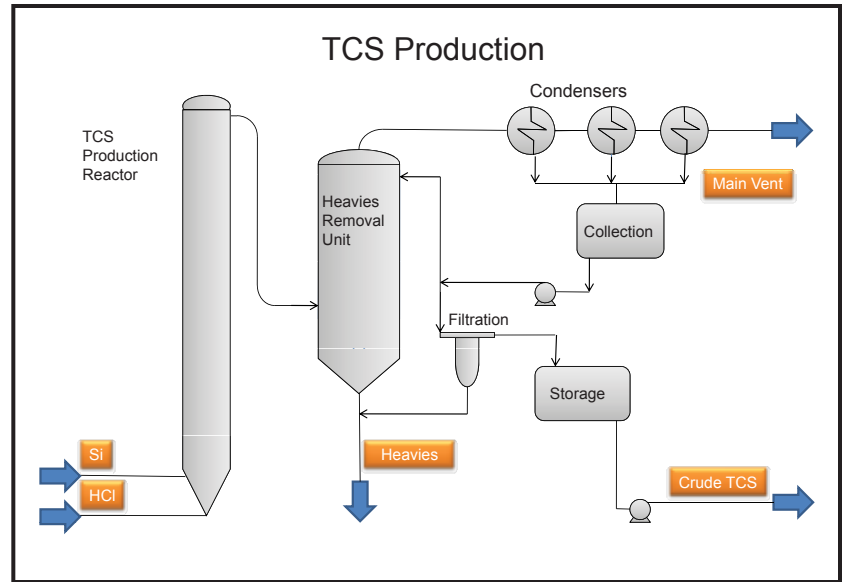 TCS Production
Condensers
TCS
Production
Reactor
Main Vent
Heavies
Removal
Unit
Collection
Filtration
Storage
Si
Heavies
HCl
Crude TCS